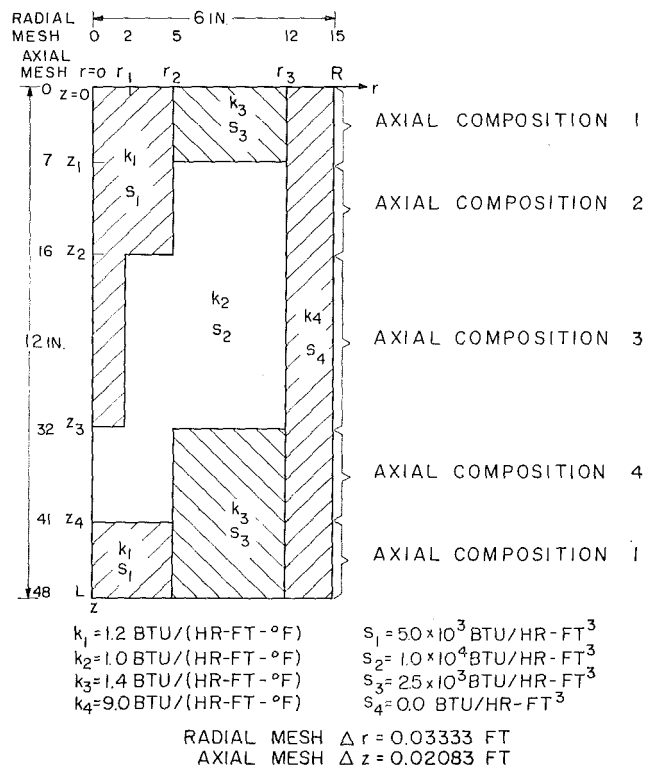 RADIAL MESH 6 IN.
0 2 5 12 15
AXIAL MESH r=0 r₁ r₂ r₃ R
0 z=0 r
k₃
S₃
AXIAL COMPOSITION 1
7 z₁
k₁
S₁
AXIAL COMPOSITION 2
16 z₂
k₂
S₂
k₄
S₄
12 IN.
AXIAL COMPOSITION 3
32 z₃
AXIAL COMPOSITION 4
k₃
S₃
41 z₄
k₁
S₁
AXIAL COMPOSITION 1
48 L
z
k₁=1.2 BTU/(HR-FT-°F) S₁=5.0×10³ BTU/HR-FT³
k₂=1.0 BTU/(HR-FT-°F) S₂=1.0×10⁴ BTU/HR-FT³
k₃=1.4 BTU/(HR-FT-°F) S₃=2.5×10³ BTU/HR-FT³
k₄=9.0 BTU/(HR-FT-°F) S₄=0.0 BTU/HR-FT³
RADIAL MESH Δ r = 0.03333 FT
AXIAL MESH Δ z = 0.02083 FT